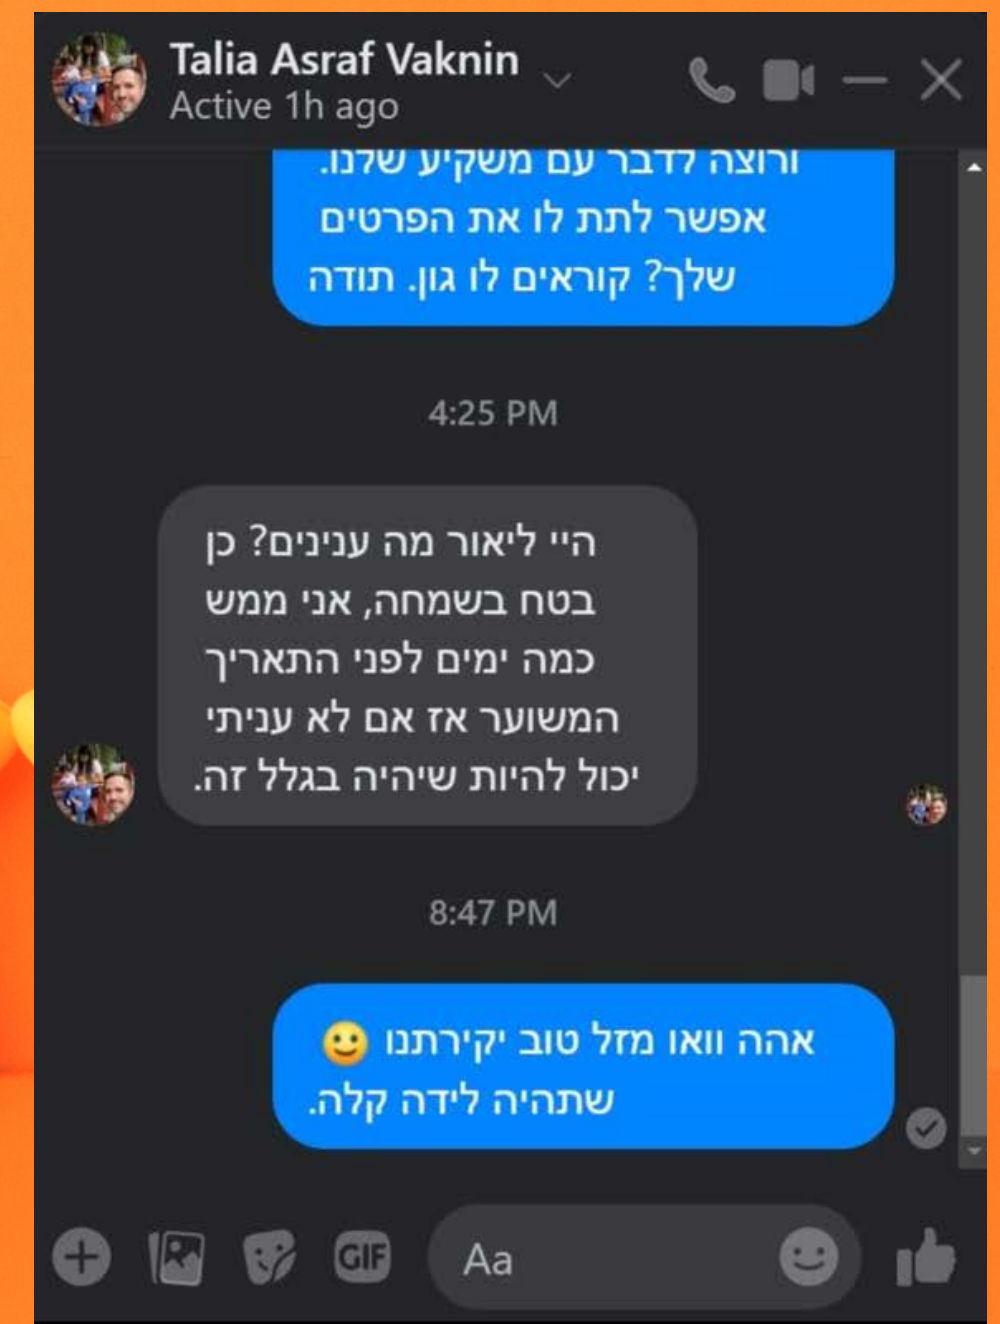 Talia Asraf Vaknin
Active 1h ago
ורוצה לדבר עם משקיע שלנו.
אפשר לתת לו את הפרטים
שלך? קוראים לו גון. תודה
4:25 PM
היי ליאור מה ענינים? כן
בטח בשמחה, אני ממש
כמה ימים לפני התאריך
המשוער אז אם לא עניתי
יכול להיות שיהיה בגלל זה.
8:47 PM
אהה וואו מזל טוב יקירתנו 🙂
שתהיה לידה קלה.
GIF
Aa